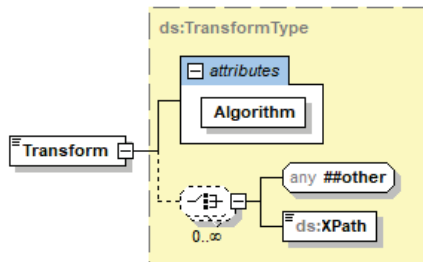 ds:TransformType
attributes
Algorithm
Transform
any ##other
0..∞
ds:XPath